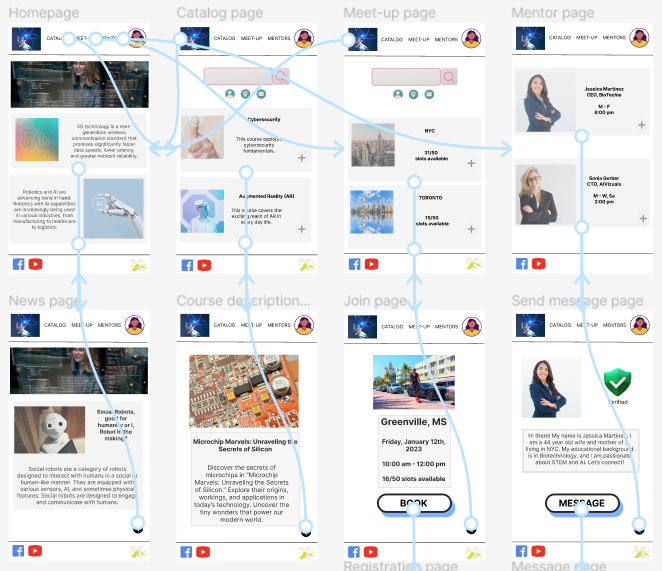 Homepage
Catalog page
Meet-up page
Mentor page
MEET-UP
MENTORS
CATALOG
MEET-UP
MENTORS
CATALOG
MEET-UP
MENTORS
CATALOG
MEET-UP
MENTORS
5G technology is a next-
generation wireless
communication standard that
promises significantly faster
data speeds, lower latency,
and greater network reliability.
Robotics and AI are
advancing hand in hand.
Robotics with AI capabilities
are increasingly being used
in various industries, from
manufacturing to healthcare
to logistics.
AI
Cybersecurity
This course explores
cybersecurity
fundamentals.
+
Augmented Reality (AR)
This course covers the
exciting realm of AR in
every day life.
+
NYC
31/50
slots available
+
TORONTO
15/50
slots available
+
Jessica Martinez
CEO, BioTechie
M - F
6:00 pm
+
Sonia Gerber
CTO, AIVizuals
M - W, Sa
2:00 pm
+
News page
Course description...
Join page
Send message page
CATALOG
MEET-UP
MENTORS
CATALOG
MEET-UP
MENTORS
CATALOG
MEET-UP
MENTORS
CATALOG
MEET-UP
MENTORS
Social Robots,
good for
humanity or I,
Robot in the
making?
Social robots are a category of robots
designed to interact with humans in a social or
human-like manner. They are equipped with
various sensors, AI, and sometimes physical
features. Social robots are designed to engage
and communicate with humans.
Microchip Marvels: Unraveling the
Secrets of Silicon
Discover the secrets of
microchips in "Microchip
Marvels: Unraveling the Secrets
of Silicon." Explore their origins,
workings, and applications in
today's technology. Uncover the
tiny wonders that power our
modern world.
Greenville, MS
Friday, January 12th,
2023
10:00 am - 12:00 pm
16/50 slots available
BOOK
Verified
Hi there! My name is Jessica Martinez, I
am a 44 year old wife and mother of
living in NYC. My educational background
is in Biotechnology, and I am passionate
about STEM and AI. Let's connect!
MESSAGE
Registration page
Message page